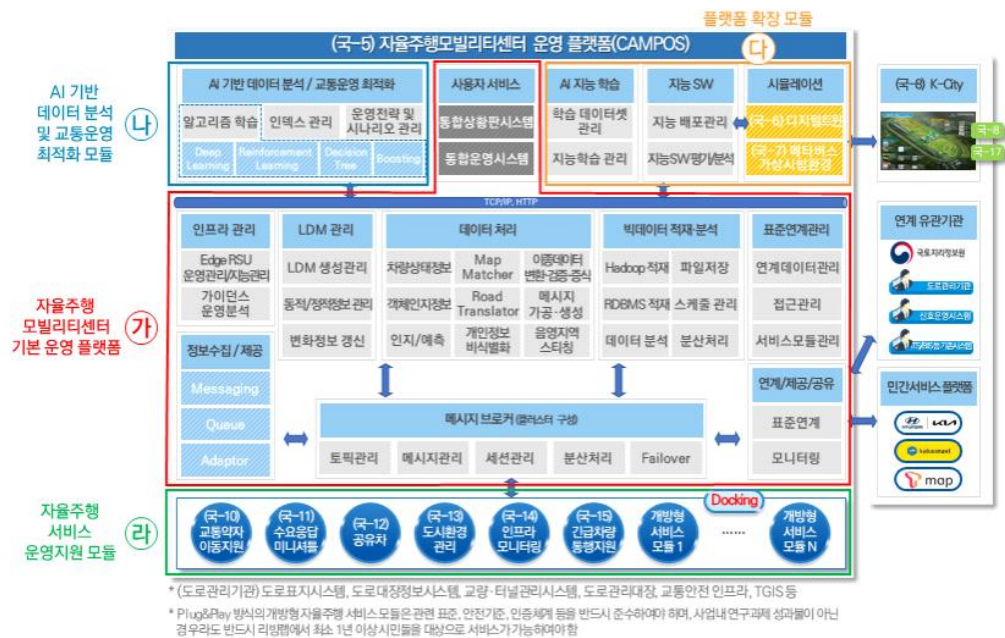 플랫폼 확장 모듈
다
(국-5) 자율주행모빌리티센터 운영 플랫폼(CAMPOS)
AI 기반
데이터 분석
및 교통운영
최적화 모듈
나
AI 기반 데이터 분석 / 교통운영 최적화
알고리즘 학습
인덱스 관리
운영전략 및
시나리오 관리
Deep
Learning
Reinforcement
Learning
Decision
Tree
Boosting
사용자 서비스
통합상황판시스템
통합운영시스템
AI 지능 학습
학습 데이터셋
관리
지능학습 관리
지능 SW
지능 배포관리
지능SW평가/분석
시뮬레이션
(국-6) 디지털트윈
(국-7) 메타버스
가상시험환경
(국-8) K-City
국-8
국-17
TCP/IP, HTTP
자율주행
모빌리티센터
기본 운영 플랫폼
가
인프라 관리
Edge RSU
운영관리/지능관리
가이던스
운영분석
정보수집 / 제공
Messaging
Queue
Adaptor
LDM 관리
LDM 생성관리
동적/정적정보 관리
변화정보 갱신
데이터 처리
차량상태정보
Map
Matcher
이종데이터
변환·검증·증식
객체인지정보
Road
Translator
메시지
가공·생성
인지/예측
개인정보
비식별화
음영지역
스티칭
빅데이터 적재·분석
Hadoop 적재
파일저장
RDBMS 적재
스케줄 관리
데이터 분석
분산처리
표준연계관리
연계데이터관리
접근관리
서비스모듈관리
연계/제공/공유
표준연계
모니터링
메시지 브로커 (클러스터 구성)
토픽관리
메시지관리
세션관리
분산처리
Failover
연계 유관기관
국토지리정보원
도로관리기관
신호운영시스템
민간서비스 플랫폼
HYUNDAI
KIA
kakaomobility
T map
자율주행
서비스
운영지원 모듈
라
Docking
(국-10)
교통약자
이동지원
(국-11)
수요응답
미니셔틀
(국-12)
공유차
(국-13)
도시환경
관리
(국-14)
인프라
모니터링
(국-15)
긴급차량
통행지원
개방형
서비스
모듈 1
......
개방형
서비스
모듈 N
* (도로관리기관) 도로표지시스템, 도로대장정보시스템, 교량·터널관리시스템, 도로관리대장, 교통안전 인프라, TGIS 등
* Plug&Play 방식의 개방형 자율주행 서비스 모듈은 관련 표준, 안전기준, 인증체계 등을 반드시 준수하여야 하며, 사업내 연구과제 성과물이 아닌
경우라도 반드시 리빙랩에서 최소 1년 이상 시민들을 대상으로 서비스가 가능하여야 함